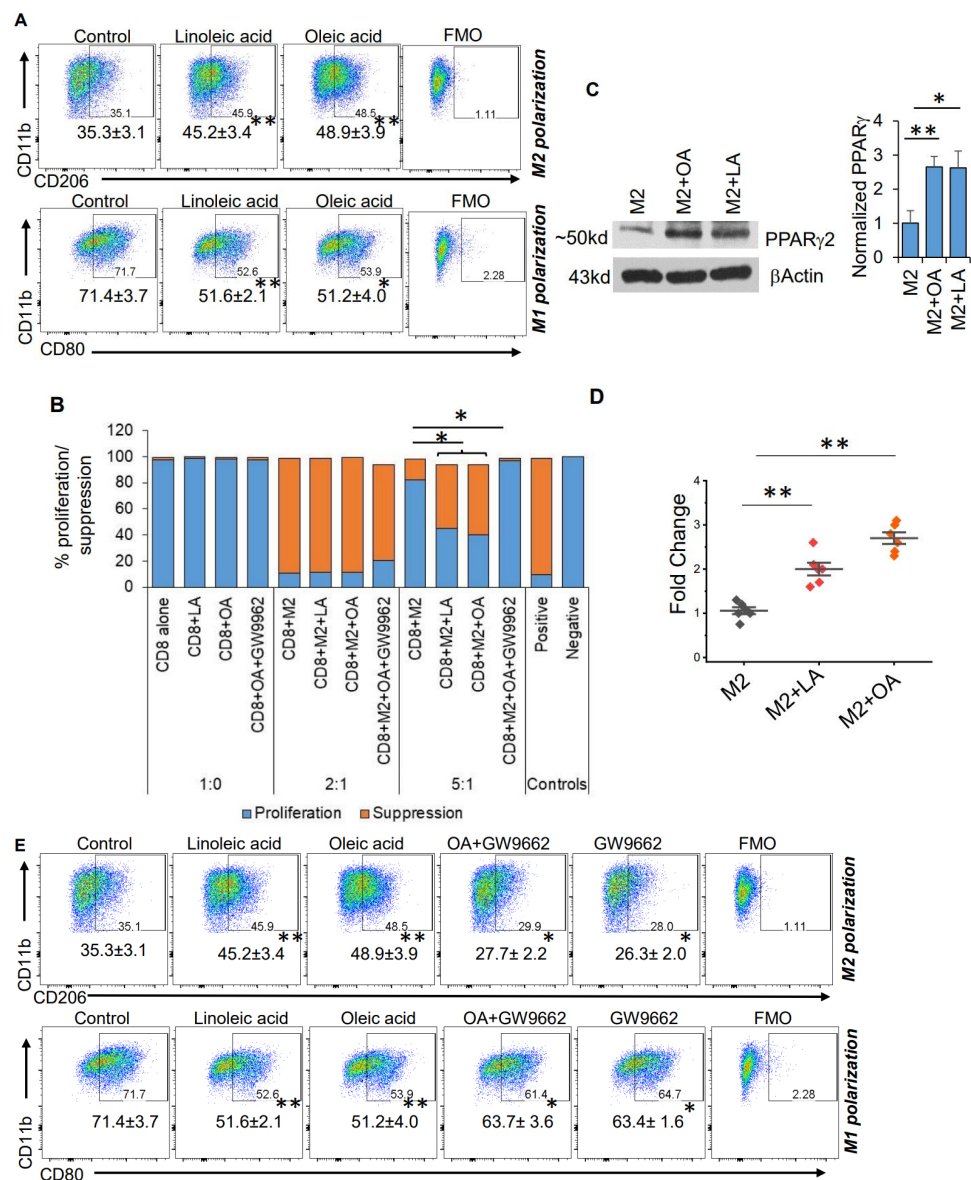 A
Control Linoleic acid Oleic acid FMO
CD11b
35.1 45.9 48.5 1.11
** **
35.3±3.1 45.2±3.4 48.9±3.9
M2 polarization
CD206
Control Linoleic acid Oleic acid FMO
CD11b
71.7 52.6 53.9 2.28
** *
71.4±3.7 51.6±2.1 51.2±4.0
M1 polarization
CD80
C
M2 M2+OA M2+LA
~50kd PPARγ2
43kd βActin
Normalized PPARγ
4
3
2
1
0
** *
M2 M2+OA M2+LA
B
% proliferation/
suppression
120
100
80
60
40
20
0
*
*
CD8 alone
CD8+LA
CD8+OA
CD8+OA+GW9962
CD8+M2
CD8+M2+LA
CD8+M2+OA
CD8+M2+OA+GW9962
CD8+M2
CD8+M2+LA
CD8+M2+OA
CD8+M2+OA+GW9962
Positive
Negative
1:0 2:1 5:1 Controls
Proliferation Suppression
D
Fold Change
4
3
2
1
0
**
**
M2 M2+LA M2+OA
E
Control Linoleic acid Oleic acid OA+GW9662 GW9662 FMO
CD11b
35.1 45.9 48.5 29.9 28.0 1.11
** ** * *
35.3±3.1 45.2±3.4 48.9±3.9 27.7± 2.2 26.3± 2.0
M2 polarization
CD206
Control Linoleic acid Oleic acid OA+GW9662 GW9662 FMO
CD11b
71.7 52.6 53.9 61.4 64.7 2.28
** ** * *
71.4±3.7 51.6±2.1 51.2±4.0 63.7± 3.6 63.4± 1.6
M1 polarization
CD80